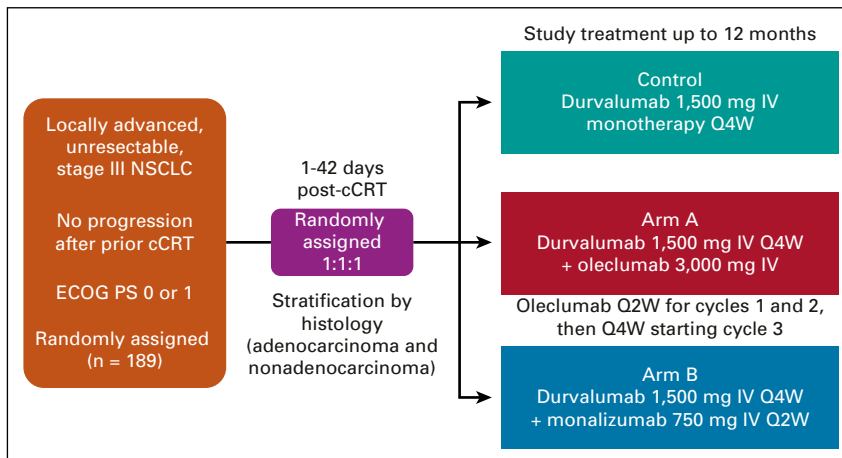 Locally advanced,
unresectable,
stage III NSCLC
No progression
after prior cCRT
ECOG PS 0 or 1
Randomly assigned
(n = 189)
1-42 days
post-cCRT
Randomly
assigned
1:1:1
Stratification by
histology
(adenocarcinoma and
nonadenocarcinoma)
Study treatment up to 12 months
Control
Durvalumab 1,500 mg IV
monotherapy Q4W
Arm A
Durvalumab 1,500 mg IV Q4W
+ oleclumab 3,000 mg IV
Oleclumab Q2W for cycles 1 and 2,
then Q4W starting cycle 3
Arm B
Durvalumab 1,500 mg IV Q4W
+ monalizumab 750 mg IV Q2W